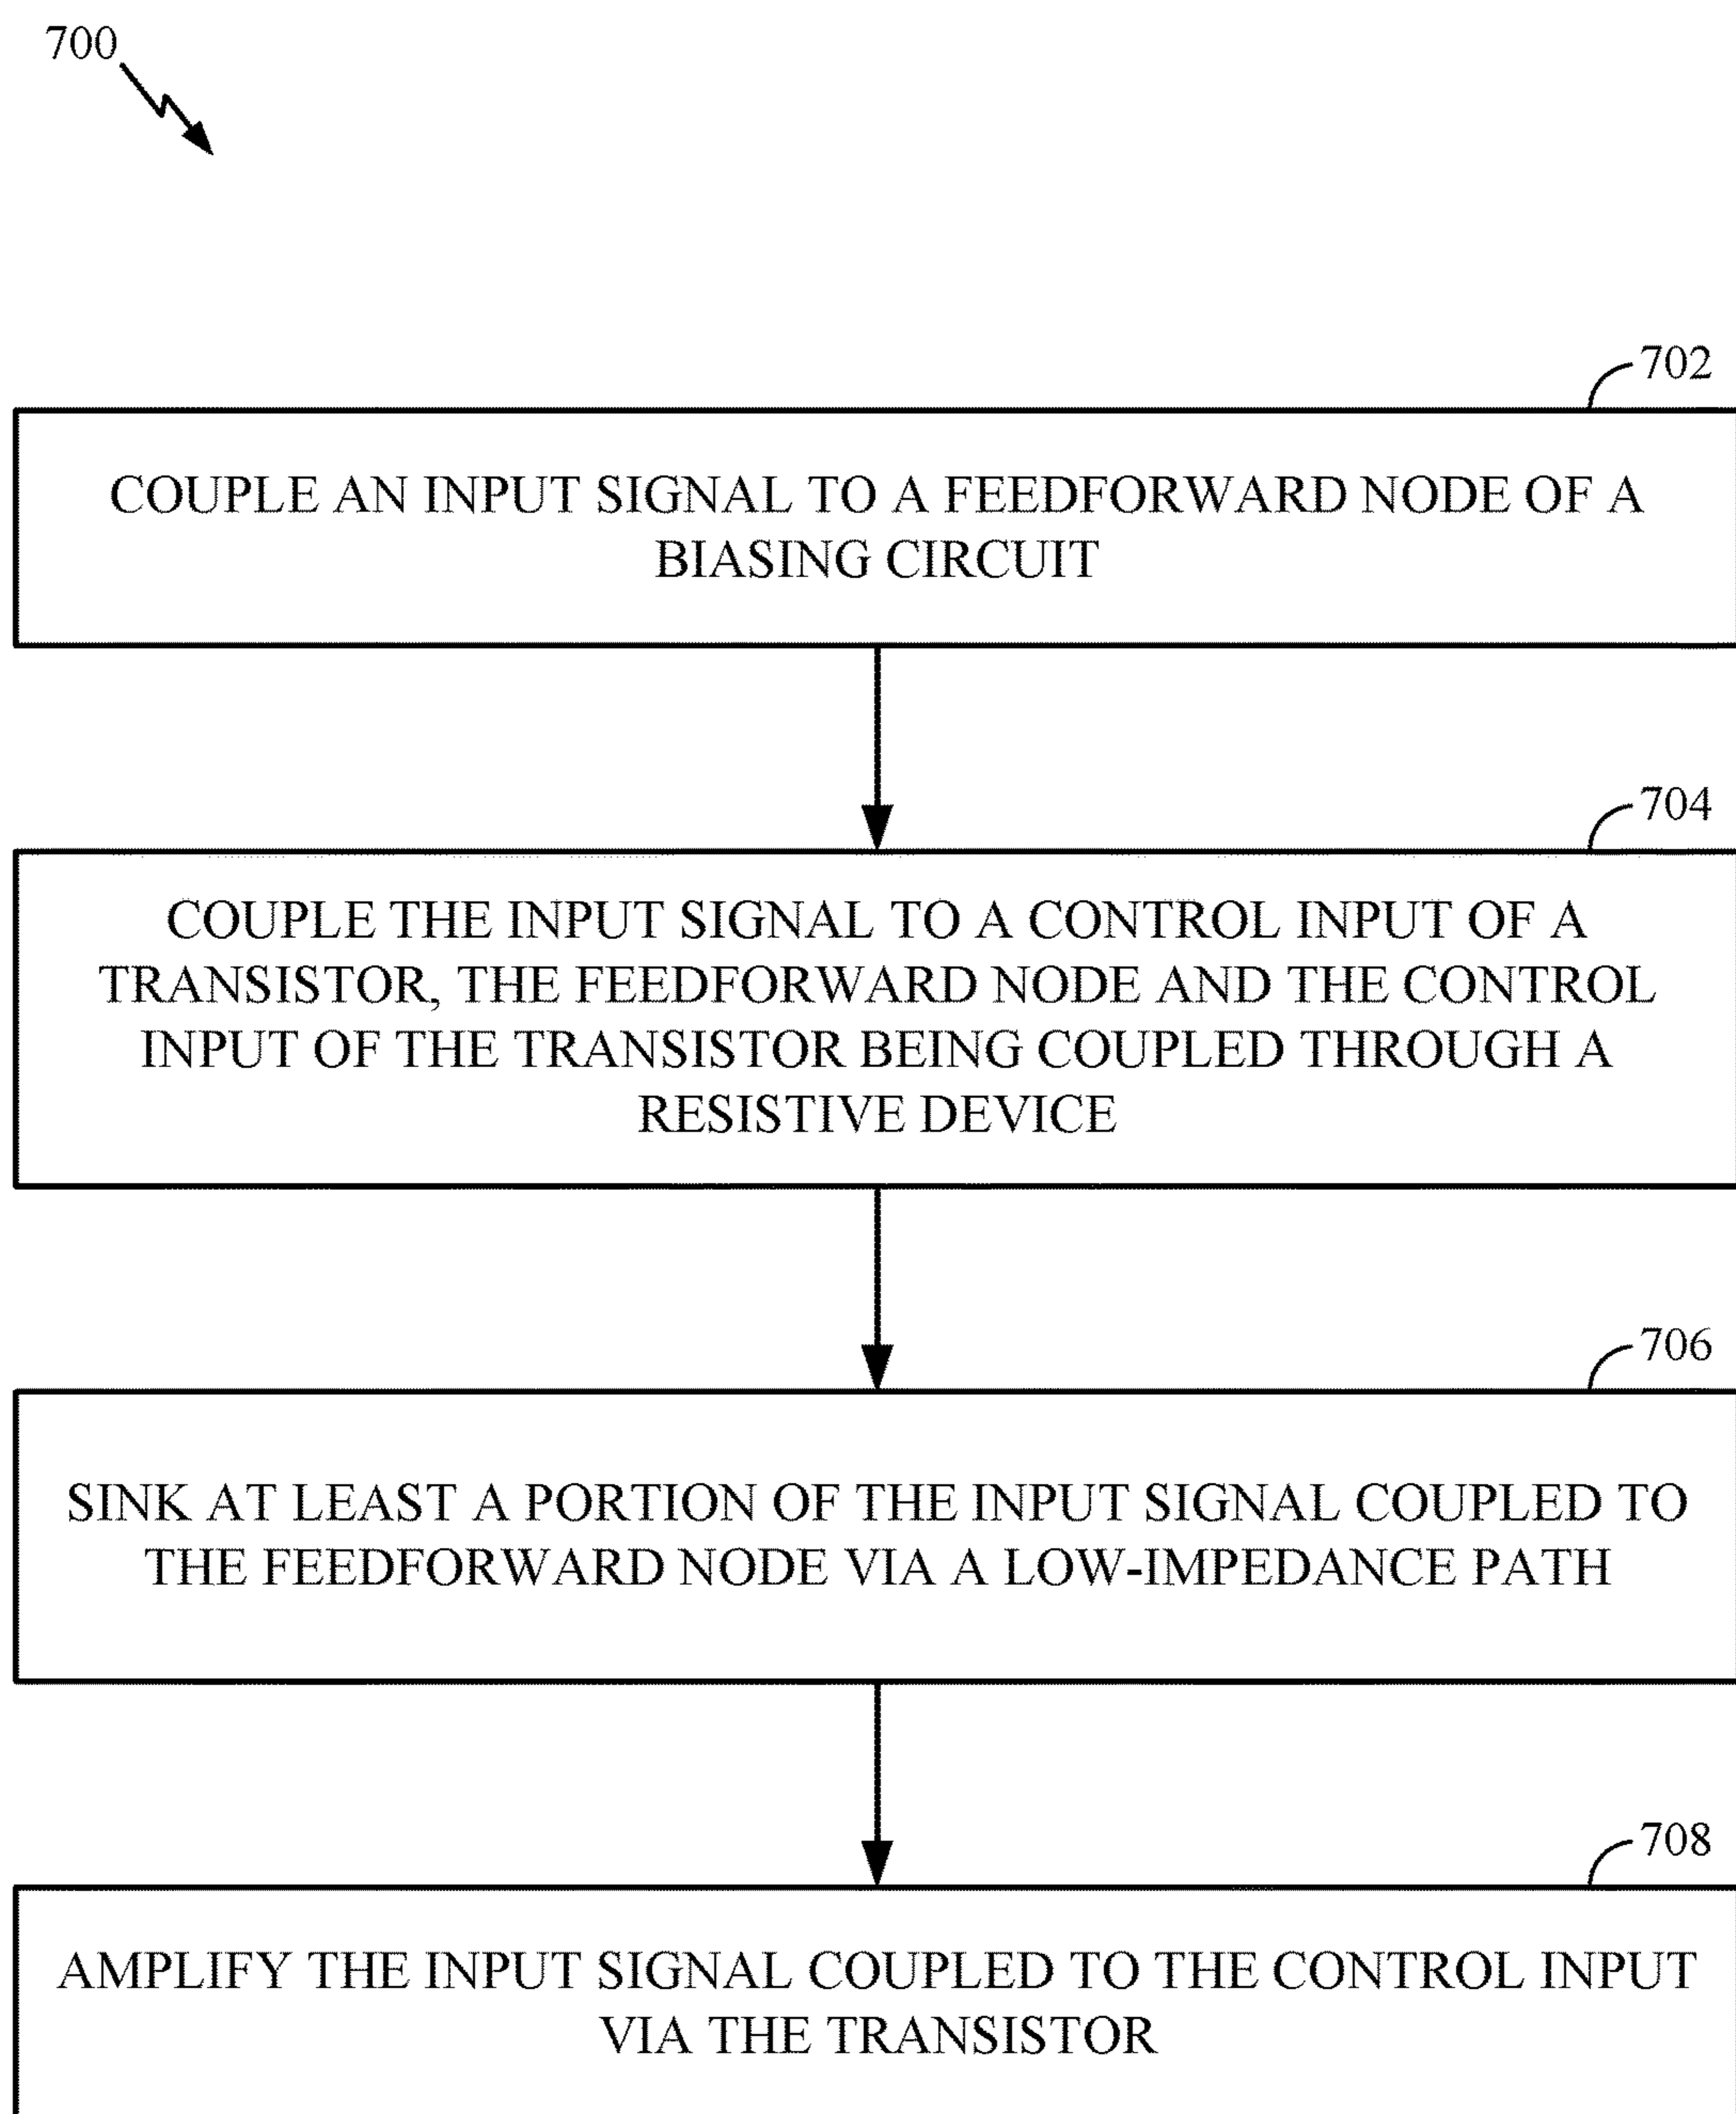 700
702
COUPLE AN INPUT SIGNAL TO A FEEDFORWARD NODE OF A
BIASING CIRCUIT
704
COUPLE THE INPUT SIGNAL TO A CONTROL INPUT OF A
TRANSISTOR, THE FEEDFORWARD NODE AND THE CONTROL
INPUT OF THE TRANSISTOR BEING COUPLED THROUGH A
RESISTIVE DEVICE
706
SINK AT LEAST A PORTION OF THE INPUT SIGNAL COUPLED TO
THE FEEDFORWARD NODE VIA A LOW-IMPEDANCE PATH
708
AMPLIFY THE INPUT SIGNAL COUPLED TO THE CONTROL INPUT
VIA THE TRANSISTOR